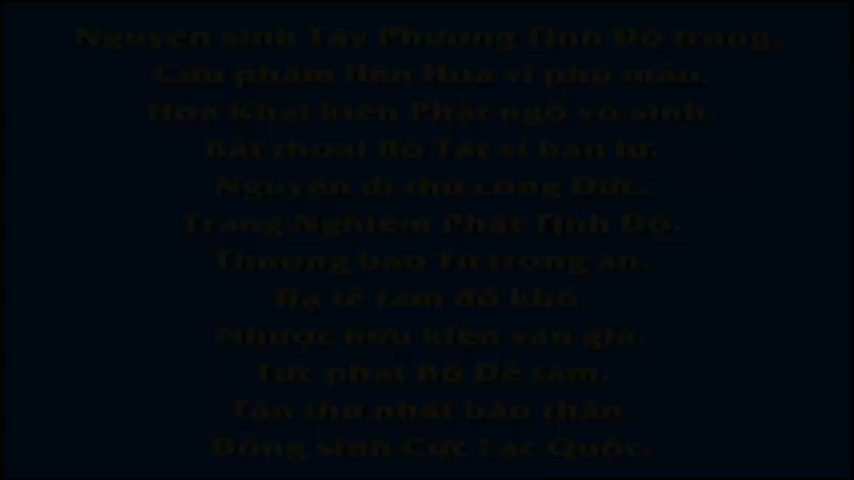 Nguyện sinh Tây Phương Tịnh Độ trung.
Cửu phẩm liên Hoa vi phụ mẫu.
Hoa Khai kiến Phật ngộ vô sinh.
Bất thoái Bồ Tát vi bạn lữ.
Nguyện dĩ thử công Đức.
Trang Nghiêm Phật Tịnh Độ.
Thượng báo Tứ trọng ân.
Hạ tế tam đồ khổ.
Nhược hữu kiến văn giả.
Tức phát Bồ Đề tâm.
Tận thử nhất báo thân.
Đồng sinh Cực Lạc Quốc.